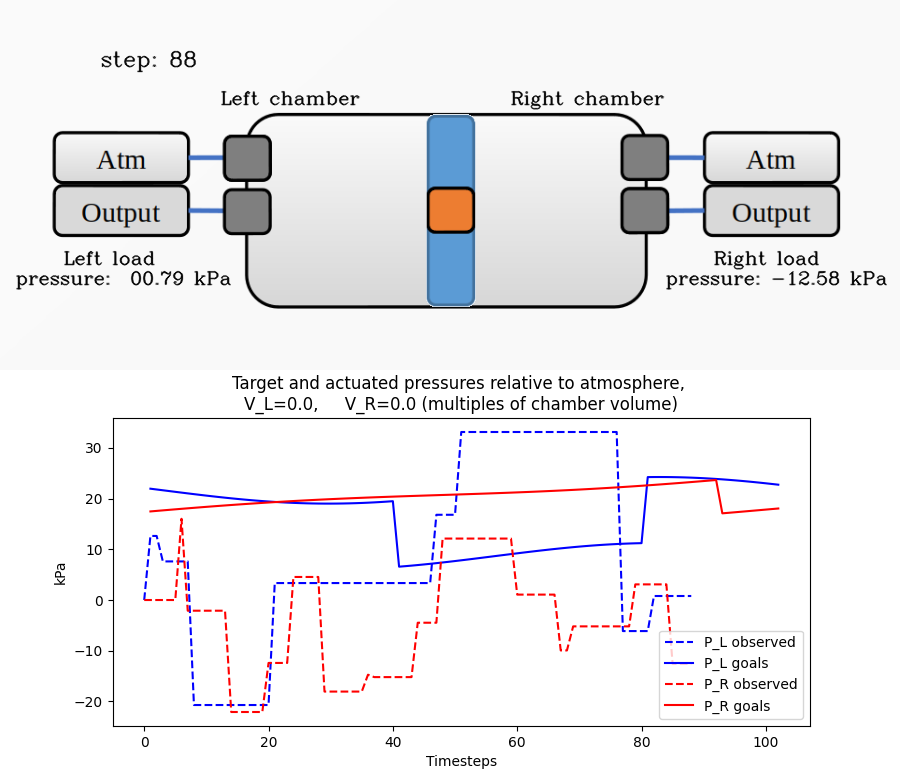 step: 88
Left chamber
Right chamber
Atm
Output
Atm
Output
Left load
pressure: 00.79 kPa
Right load
pressure: −12.58 kPa
Target and actuated pressures relative to atmosphere,
V_L=0.0, V_R=0.0 (multiples of chamber volume)
kPa
30
20
10
0
−10
−20
P_L observed
P_L goals
P_R observed
P_R goals
0 20 40 60 80 100
Timesteps